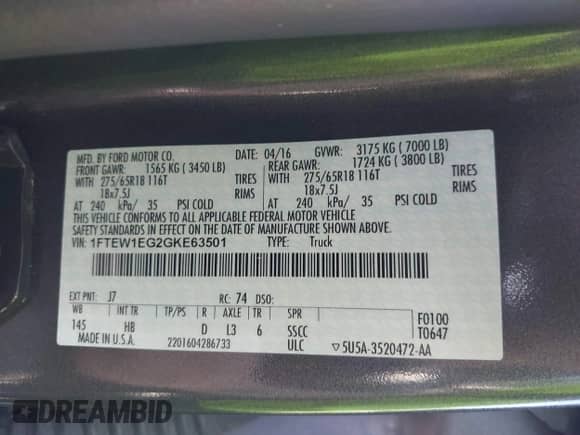 MFD. BY FORD MOTOR CO. DATE: 04/16 GVWR: 3175 KG ( 7000 LB)
FRONT GAWR: 1565 KG ( 3450 LB) REAR GAWR: 1724 KG ( 3800 LB)
WITH 275/65R18 116T TIRES WITH 275/65R18 116T TIRES
18x7.5J RIMS 18x7.5J RIMS
AT 240 kPa/ 35 PSI COLD AT 240 kPa/ 35 PSI COLD
THIS VEHICLE CONFORMS TO ALL APPLICABLE FEDERAL MOTOR VEHICLE
SAFETY STANDARDS IN EFFECT ON THE DATE OF MANUFACTURE SHOWN ABOVE.
VIN: 1FTEW1EG2GKE63501 TYPE: Truck
EXT PNT: J7 RC: 74 DSO:
WB INT TR TP/PS R AXLE TR SPR F0100
145 HB D L3 6 SSCC T0647
MADE IN U.S.A. 2201604286733 ULC ▽5U5A-3520472-AA
DREAMBID